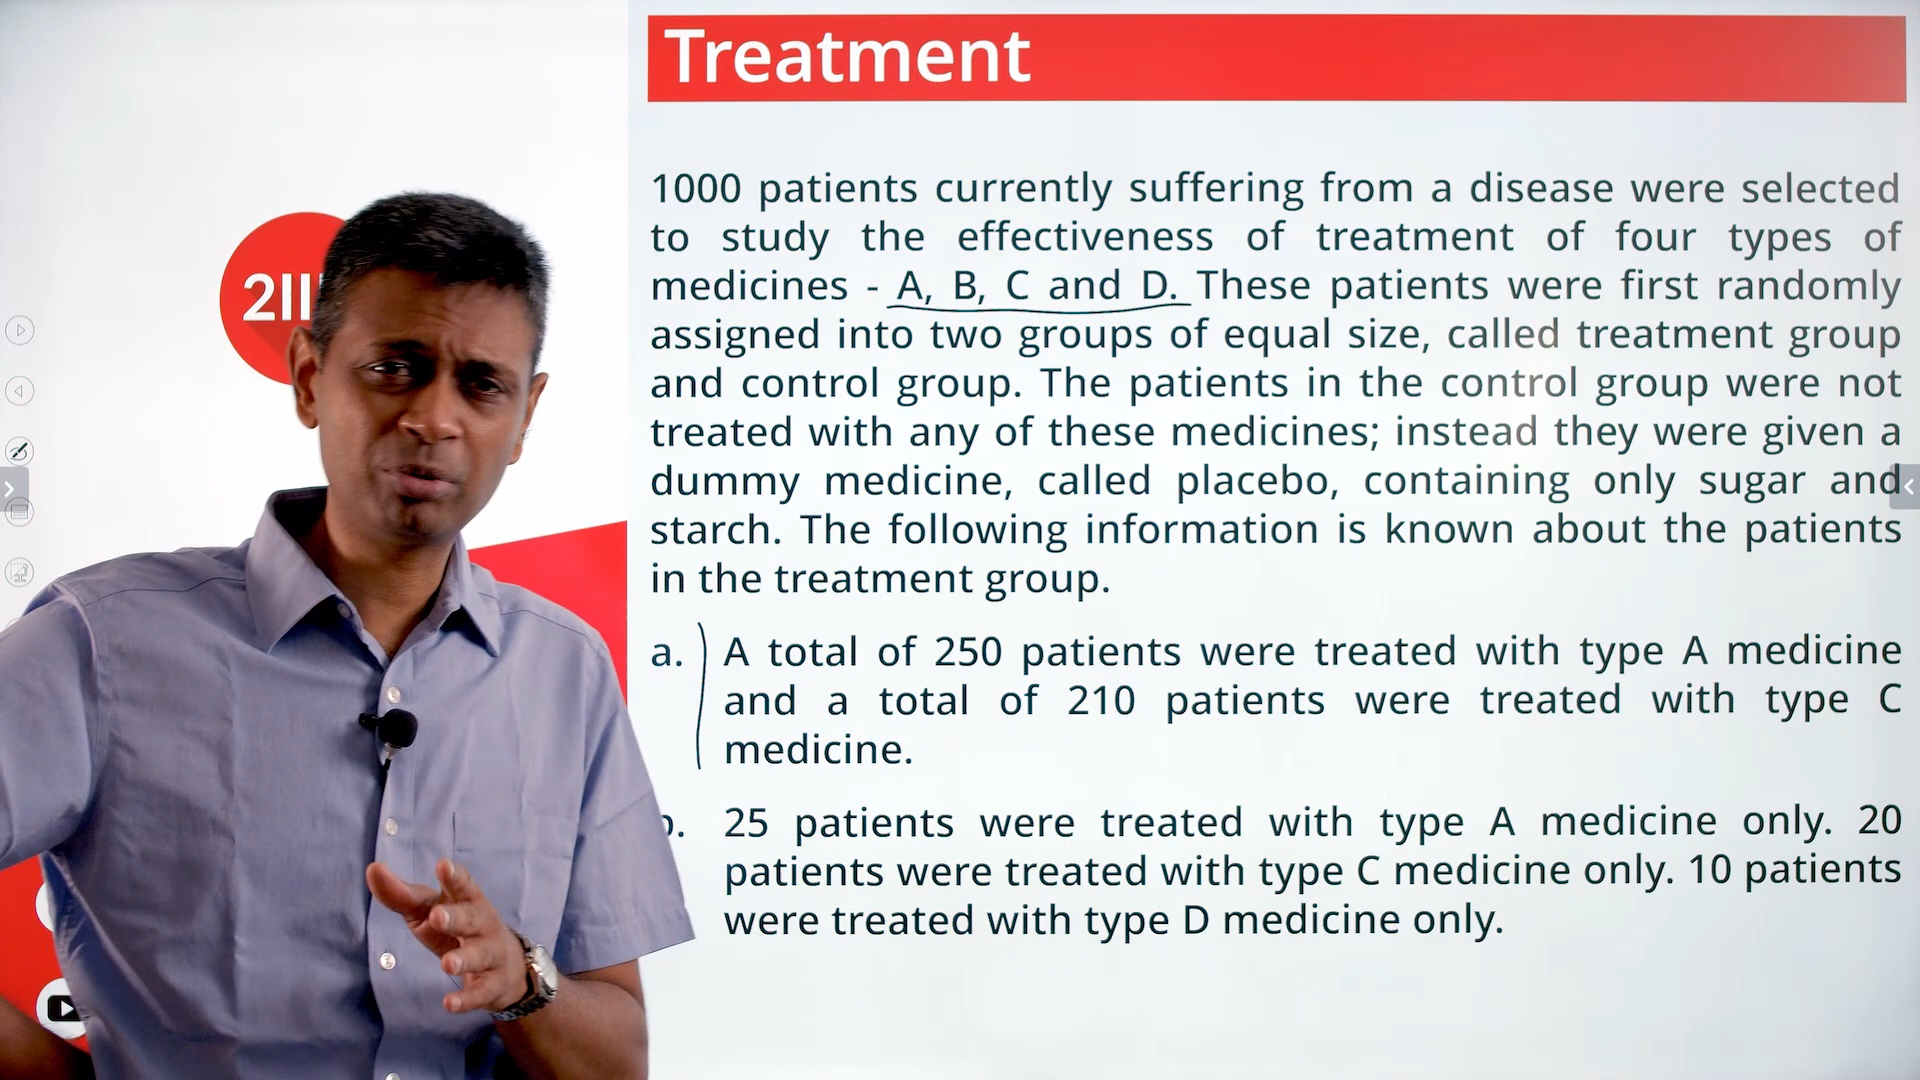 Treatment
2II
1000 patients currently suffering from a disease were selected
to study the effectiveness of treatment of four types of
medicines - A, B, C and D. These patients were first randomly
assigned into two groups of equal size, called treatment group
and control group. The patients in the control group were not
treated with any of these medicines; instead they were given a
dummy medicine, called placebo, containing only sugar and
starch. The following information is known about the patients
in the treatment group.
a. A total of 250 patients were treated with type A medicine
and a total of 210 patients were treated with type C
medicine.
b. 25 patients were treated with type A medicine only. 20
patients were treated with type C medicine only. 10 patients
were treated with type D medicine only.